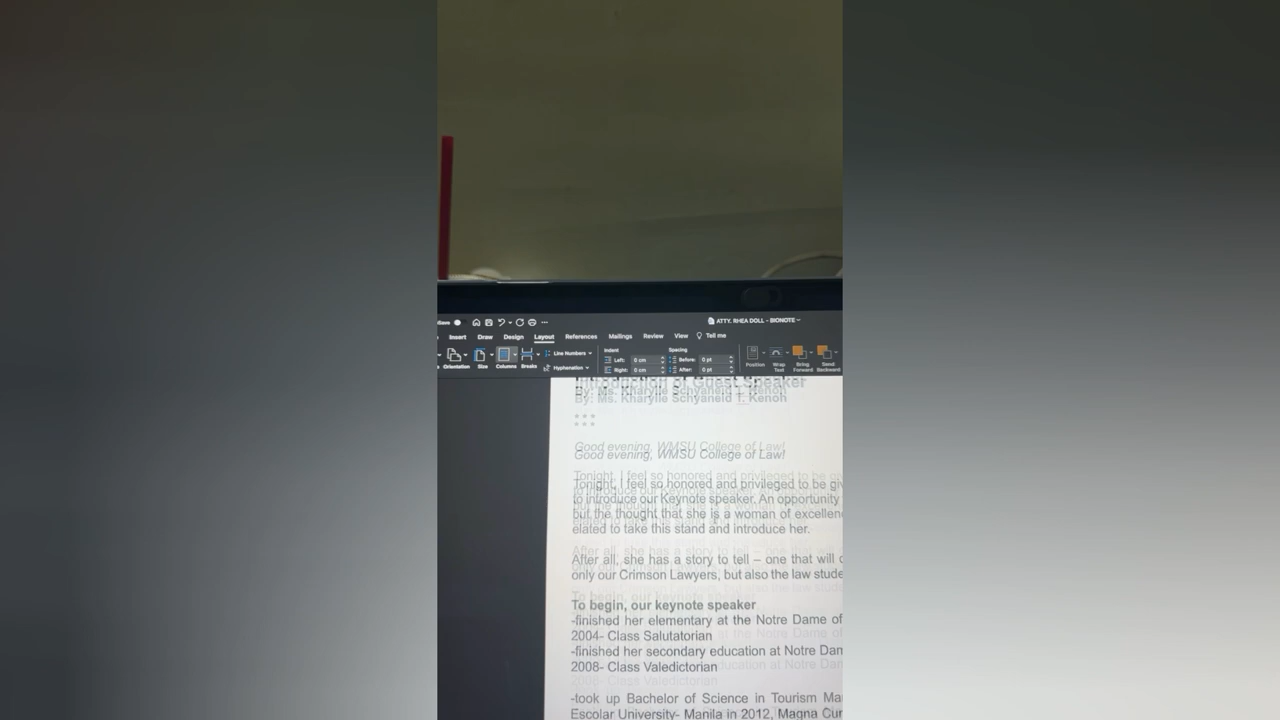 ATTY. RHEA DOLL - BIONOTE
Insert Draw Design Layout References Mailings Review View Tell me
Orientation Size Columns Breaks
Line Numbers
Hyphenation
Indent
Left: 0 cm
Right: 0 cm
Spacing
Before: 0 pt
After: 0 pt
Position Wrap Text Bring Forward Send Backward
Introduction of Guest Speaker
By: Ms. Kharylle Schyaneid T. Kenoh
***
Good evening, WMSU College of Law!
Tonight, I feel so honored and privileged to be
to introduce our Keynote speaker. An opportunity
but the thought that she is a woman of
elated to take this stand and introduce her.
After all, she has a story to tell – one that will
only our Crimson Lawyers, but also the law
To begin, our keynote speaker
-finished her elementary at the Notre Dame of
2004- Class Salutatorian
-finished her secondary education at Notre
2008- Class Valedictorian
-took up Bachelor of Science in Tourism
Escolar University- Manila in 2012, Magna